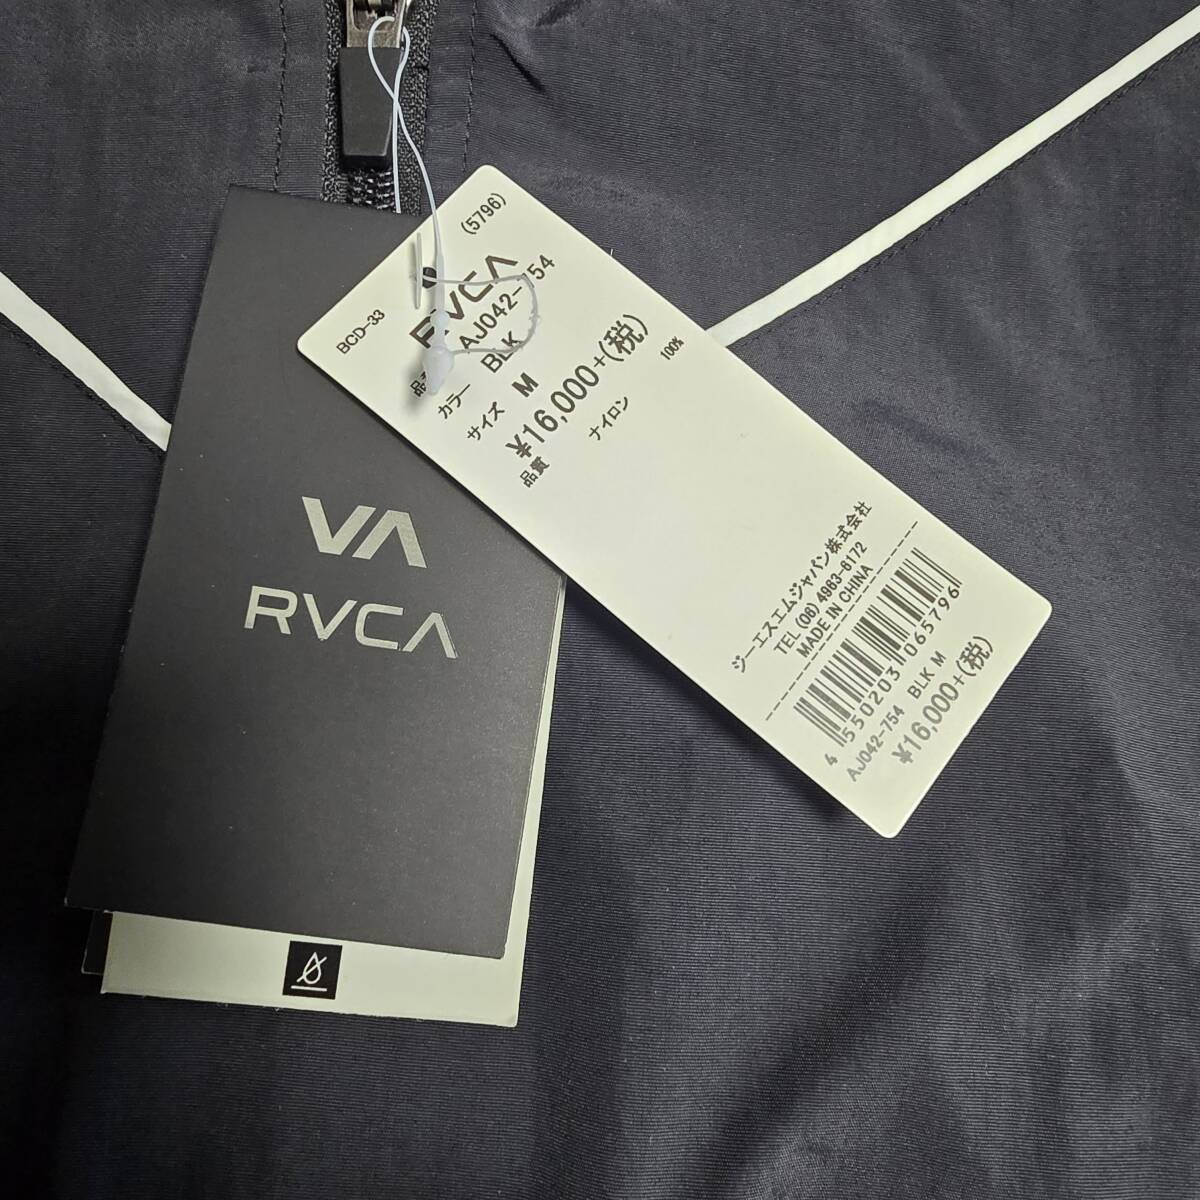 VA
RVCA
(5796)
BCD-33
RVCA
AJ042-754
カラー BLK
サイズ M
¥16,000+(税)
品質 ナイロン 100%
ジーエスエムジャパン株式会社
TEL (06) 4963-6172
MADE IN CHINA
4 550203 065796
AJ042-754 BLK M
¥16,000+(税)